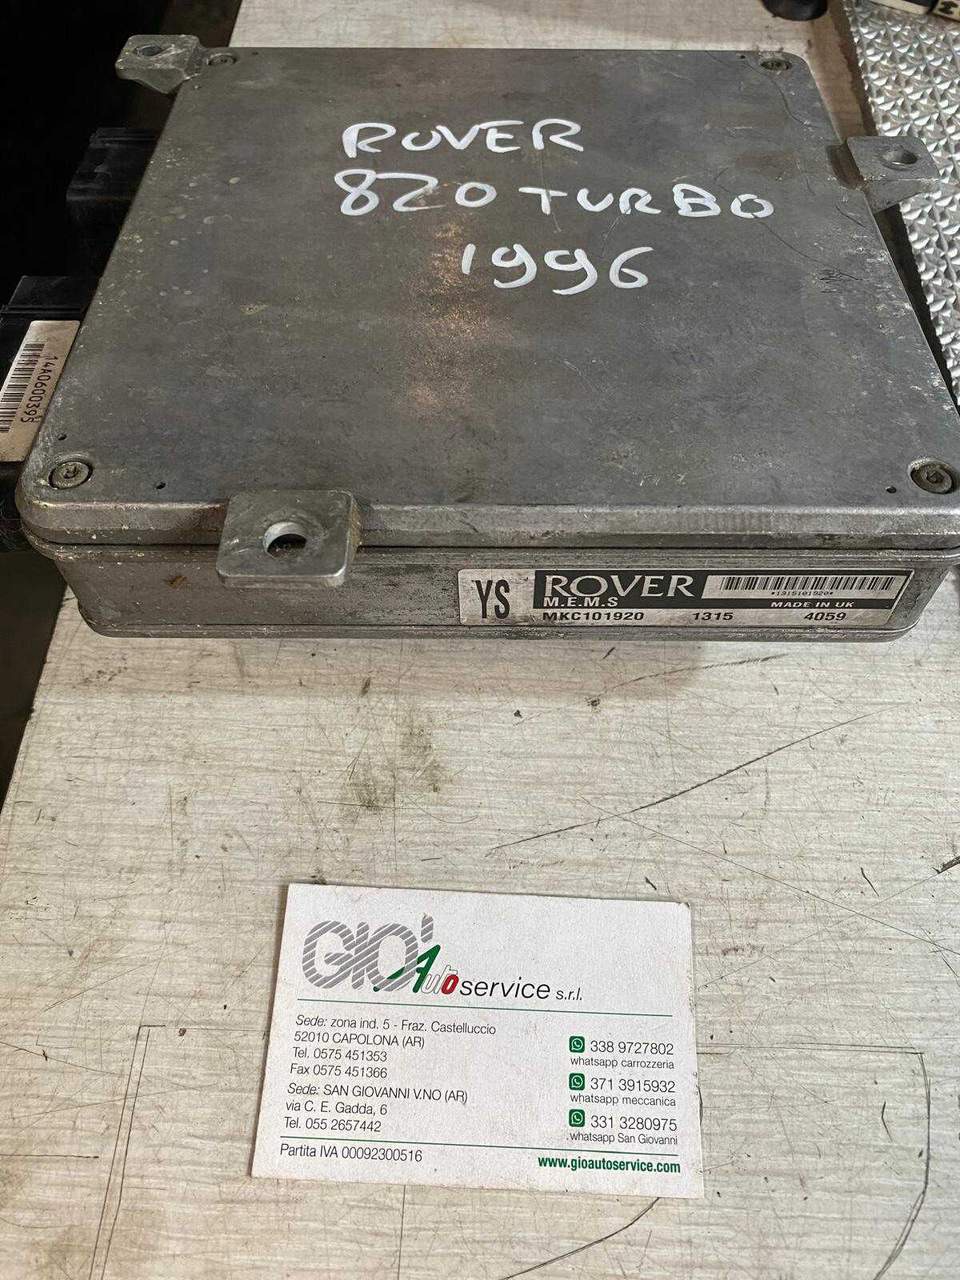 ROVER
820 TURBO
1996
14A0600395
YS
ROVER
M.E.M.S
*1315101920*
MADE IN UK
MKC101920 1315 4059
GIO' Autoservice s.r.l.
Sede: zona ind. 5 - Fraz. Castelluccio
52010 CAPOLONA (AR)
Tel. 0575 451353
Fax 0575 451366
Sede: SAN GIOVANNI V.NO (AR)
via C. E. Gadda, 6
Tel. 055 2657442
338 9727802
whatsapp carrozzeria
371 3915932
whatsapp meccanica
331 3280975
whatsapp San Giovanni
Partita IVA 00092300516
www.gioautoservice.com